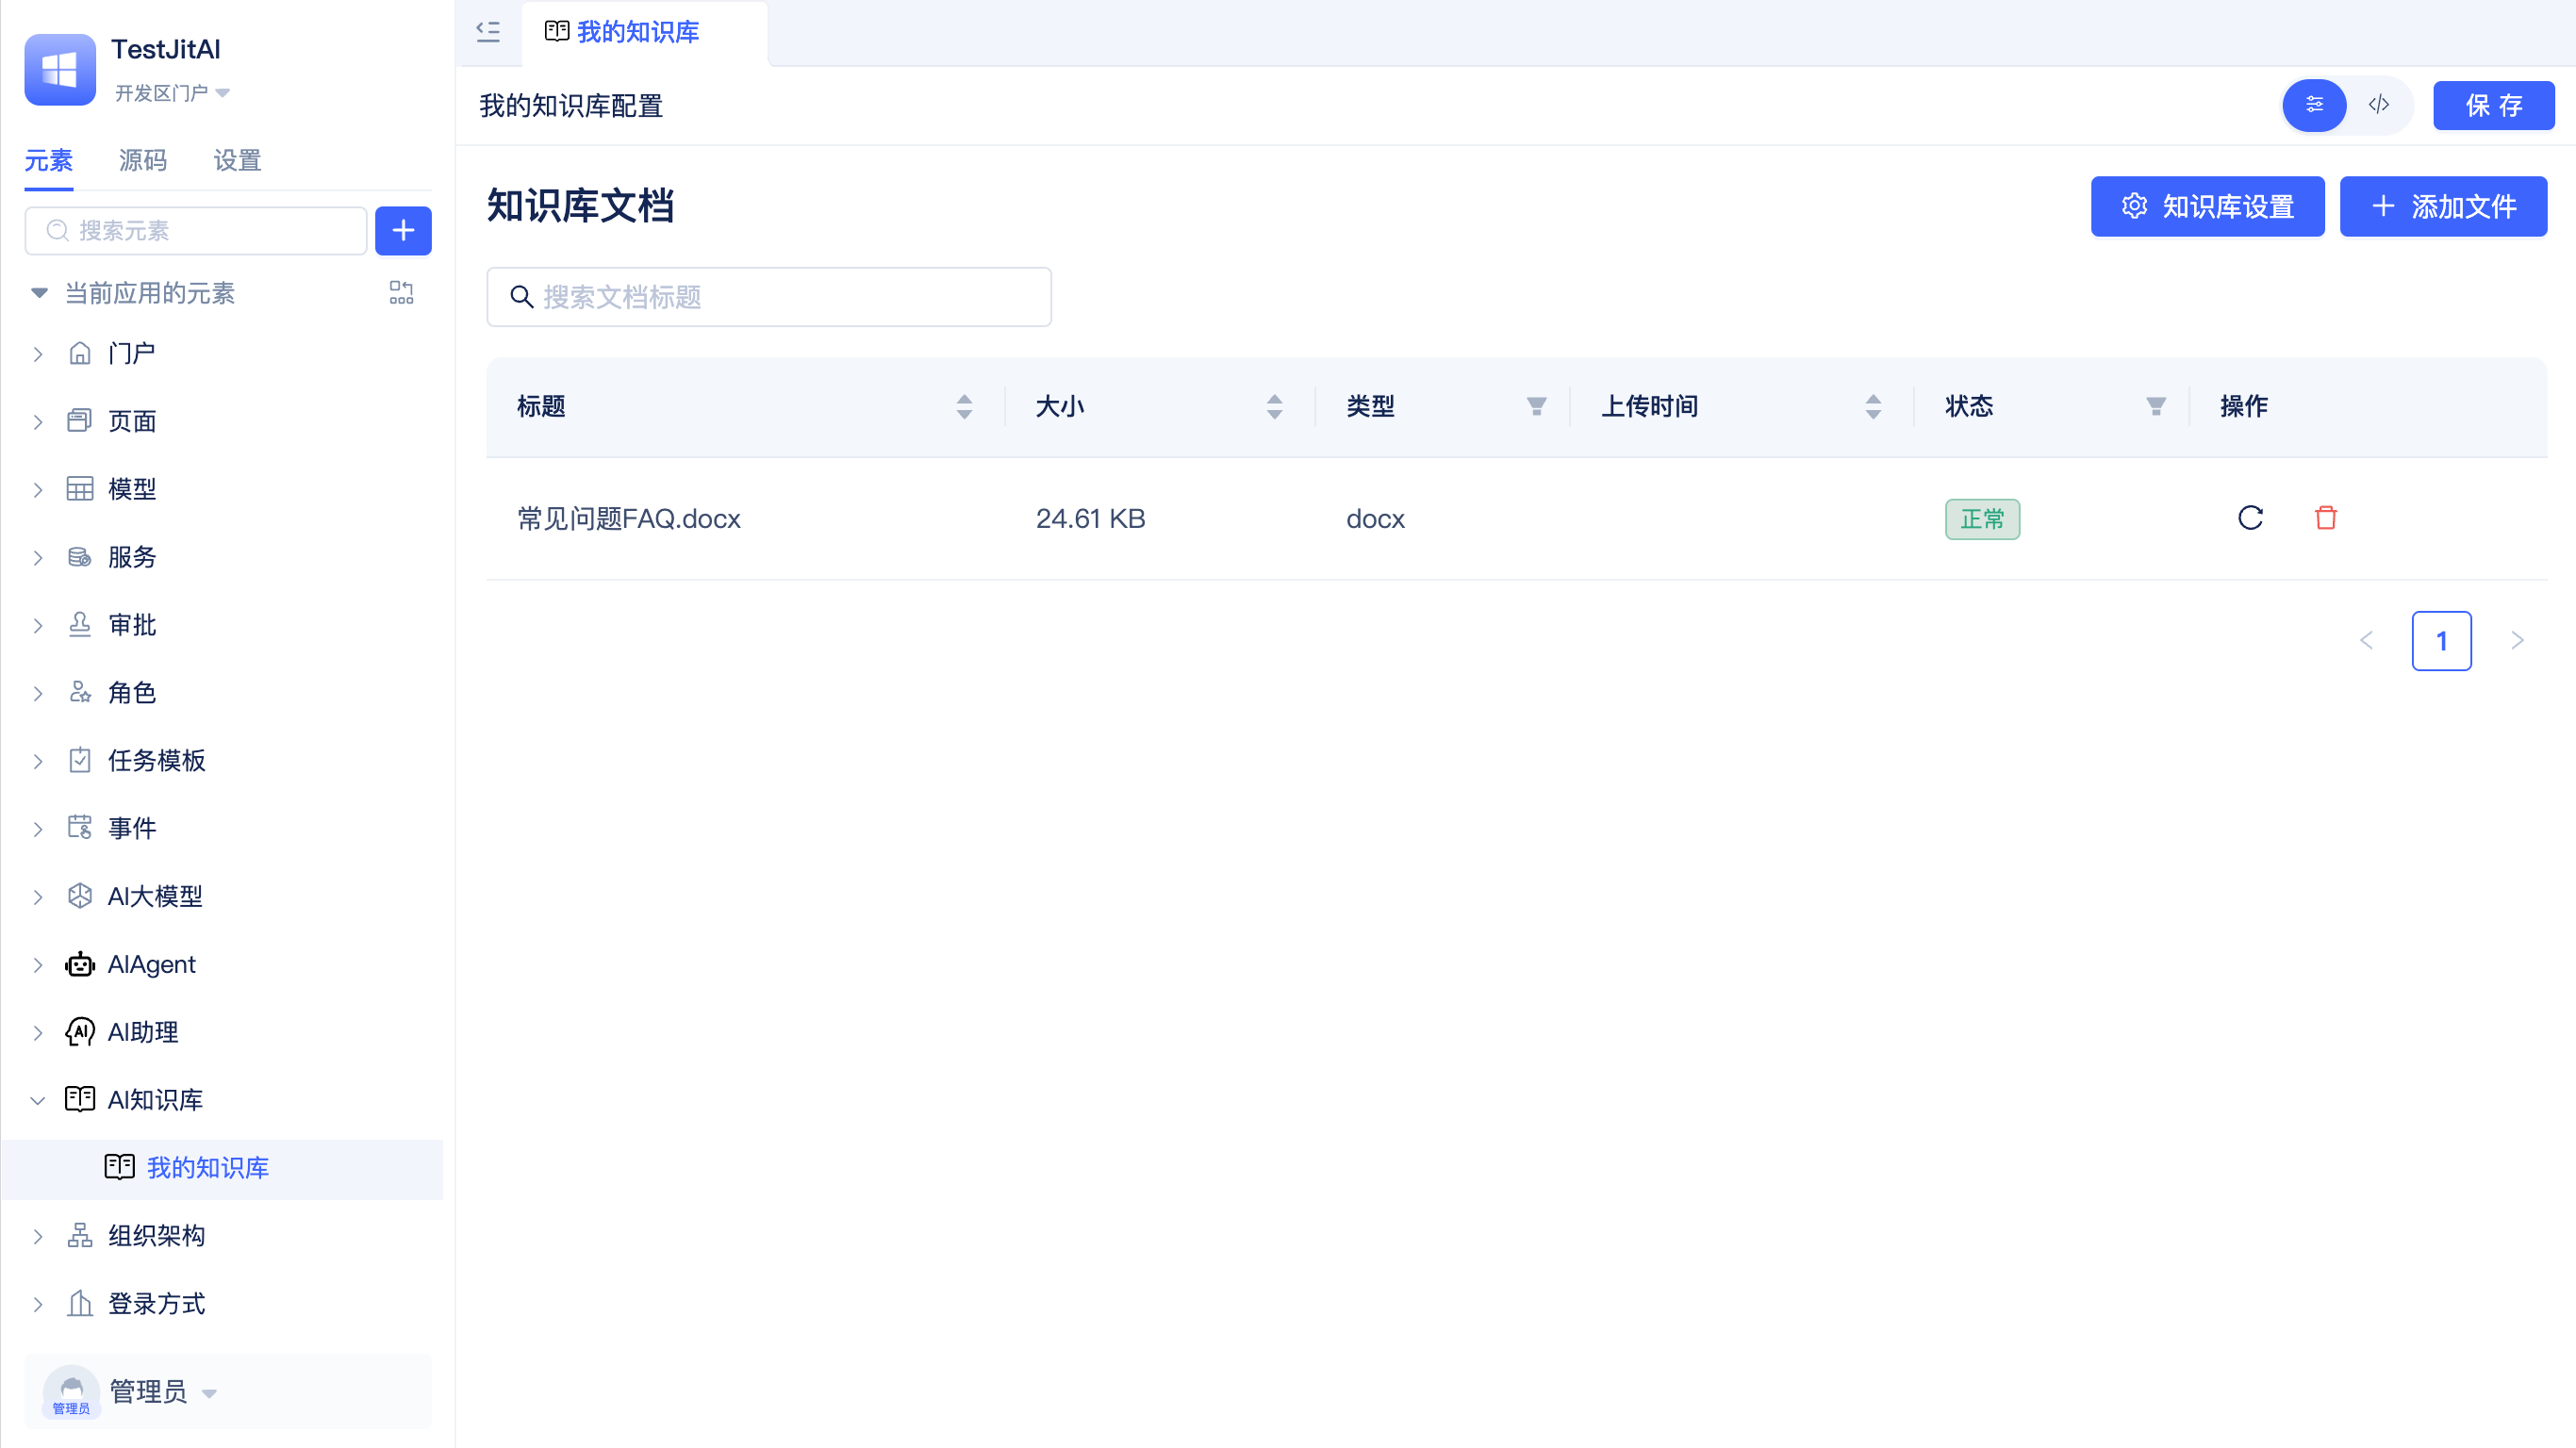 TestJitAI
开发区门户
元素 源码 设置
搜索元素
当前应用的元素
门户
页面
模型
服务
审批
角色
任务模板
事件
AI大模型
AIAgent
AI助理
AI知识库
我的知识库
组织架构
登录方式
管理员
管理员
我的知识库
我的知识库配置
保 存
知识库文档
知识库设置
添加文件
搜索文档标题
标题 大小 类型 上传时间 状态 操作
常见问题FAQ.docx 24.61 KB docx 正常
1